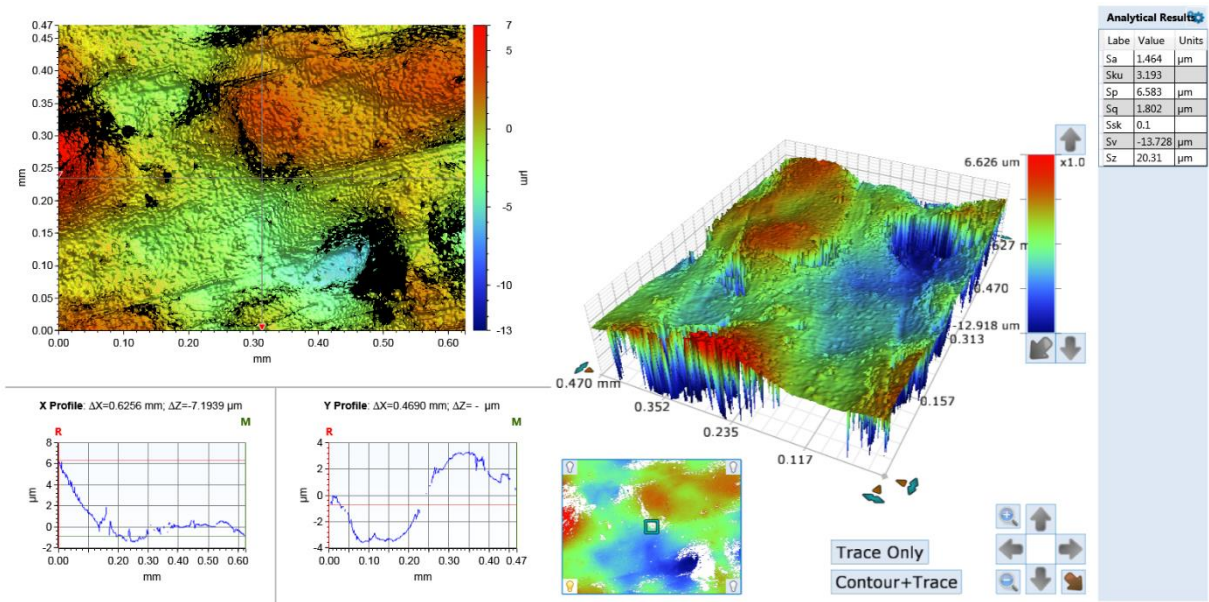 0.47
0.45
0.40
0.35
0.30
0.25
0.20
0.15
0.10
0.05
0.00
mm
0.00 0.10 0.20 0.30 0.40 0.50 0.63
mm
7
5
0
-5
-10
-13
µm
X Profile: ΔX=0.6256 mm; ΔZ=-7.1939 µm
R
M
8
6
4
2
0
-2
µm
0.00 0.10 0.20 0.30 0.40 0.50 0.63
mm
Y Profile: ΔX=0.4690 mm; ΔZ= - µm
R
M
4
2
0
-2
-4
µm
0.00 0.10 0.20 0.30 0.40 0.47
mm
6.626 um
x1.0
627 m
0.470
-12.918 um
0.313
0.157
0.470 mm
0.352
0.235
0.117
Trace Only
Contour+Trace
Analytical Results
Labe Value Units
Sa 1.464 µm
Sku 3.193
Sp 6.583 µm
Sq 1.802 µm
Ssk 0.1
Sv -13.728 µm
Sz 20.31 µm